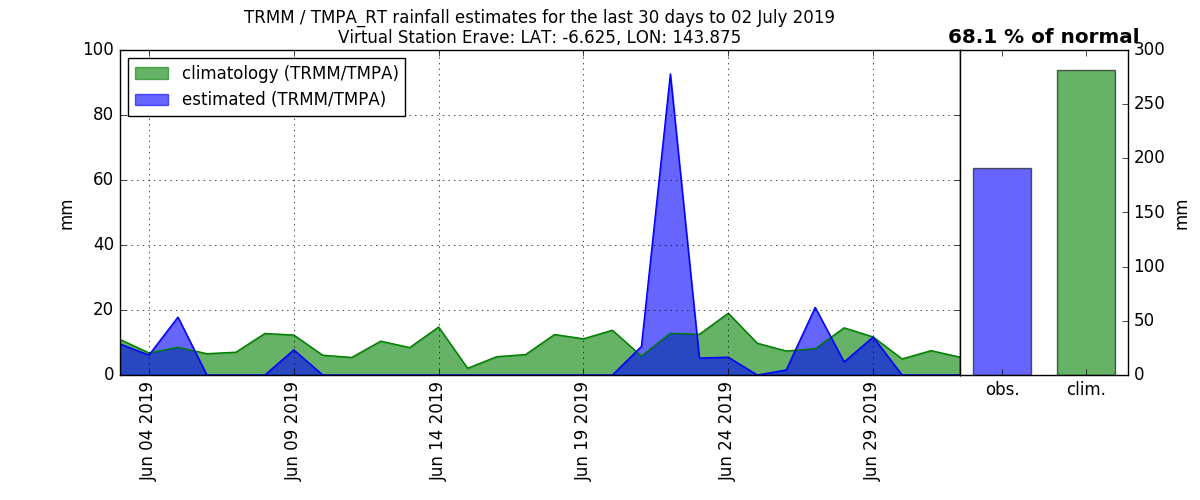 TRMM / TMPA_RT rainfall estimates for the last 30 days to 02 July 2019
Virtual Station Erave: LAT: -6.625, LON: 143.875
68.1 % of normal
climatology (TRMM/TMPA)
estimated (TRMM/TMPA)
100
80
60
40
20
0
mm
Jun 04 2019
Jun 09 2019
Jun 14 2019
Jun 19 2019
Jun 24 2019
Jun 29 2019
300
250
200
150
100
50
0
mm
obs.
clim.